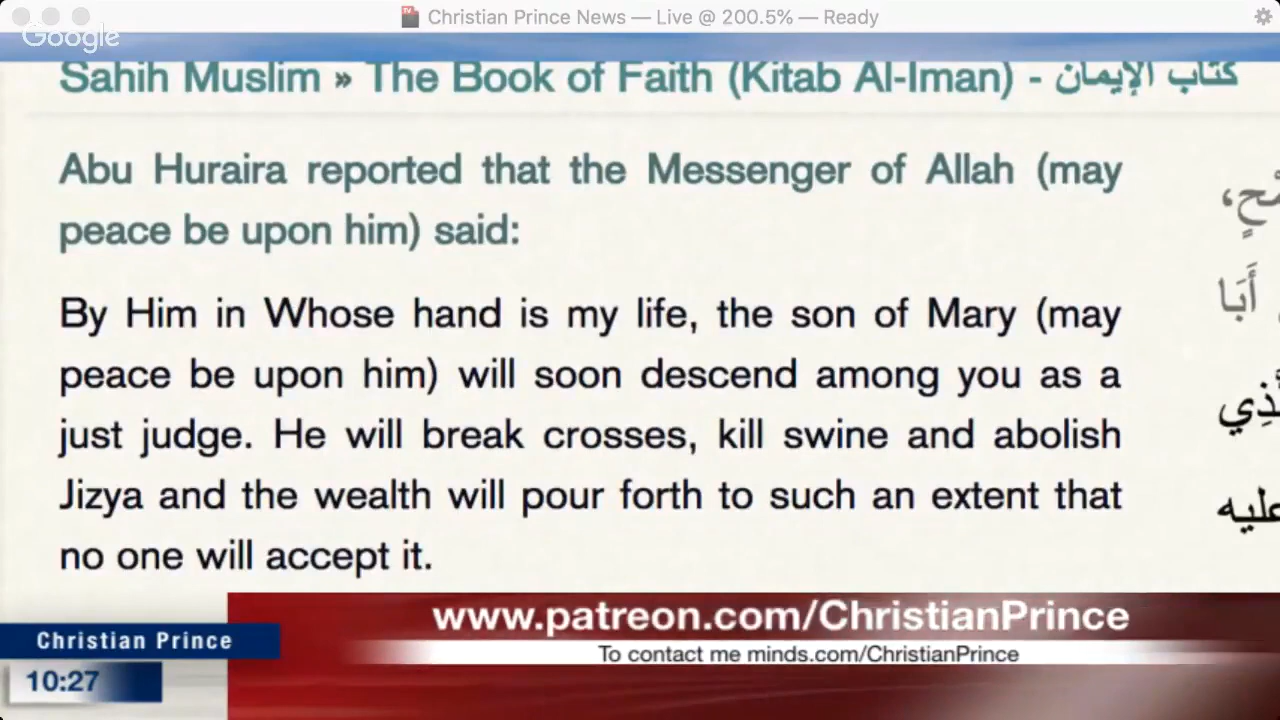 Christian Prince News — Live @ 200.5% — Ready
Google
Sahih Muslim » The Book of Faith (Kitab Al-Iman) - كتاب الإيمان
Abu Huraira reported that the Messenger of Allah (may
peace be upon him) said:
By Him in Whose hand is my life, the son of Mary (may
peace be upon him) will soon descend among you as a
just judge. He will break crosses, kill swine and abolish
Jizya and the wealth will pour forth to such an extent that
no one will accept it.
أَبَا
عليه
www.patreon.com/ChristianPrince
To contact me minds.com/ChristianPrince
Christian Prince
10:27